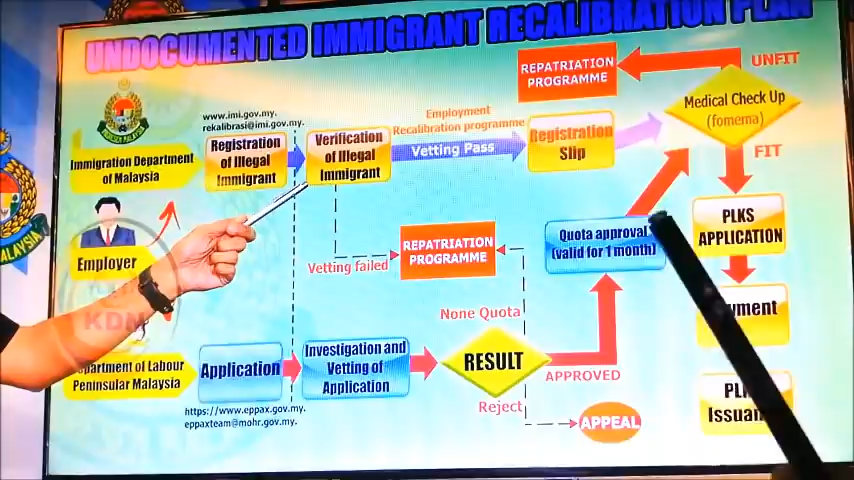 UNDOCUMENTED IMMIGRANT RECALIBRATION PLAN
REPATRIATION
PROGRAMME
UNFIT
Medical Check Up
(fomema)
FIT
www.imi.gov.my.
rekalibrasi@imi.gov.my.
Immigration Department
of Malaysia
Registration
of Illegal
Immigrant
Verification
of Illegal
Immigrant
Employment
Recalibration programme
Vetting Pass
Registration
Slip
Employer
Vetting failed
REPATRIATION
PROGRAMME
Quota approval
(valid for 1 month)
PLKS
APPLICATION
None Quota
KDN
of Labour
Peninsular Malaysia
Application
Investigation and
Vetting of
Application
RESULT
APPROVED
Reject
APPEAL
https://www.eppax.gov.my.
eppaxteam@mohr.gov.my.
MALAYSIA